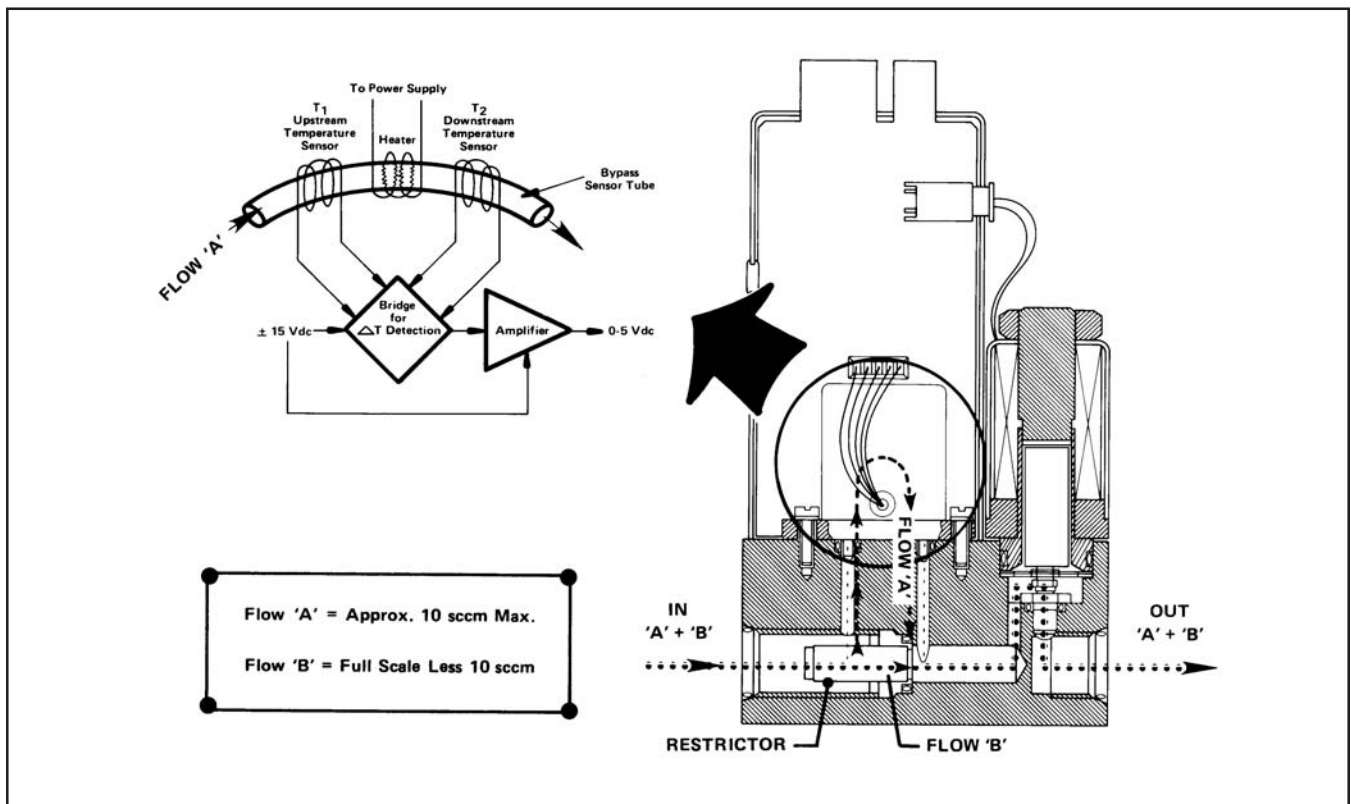 To Power Supply
T1
Upstream
Temperature
Sensor
Heater
T2
Downstream
Temperature
Sensor
Bypass
Sensor Tube
FLOW 'A'
± 15 Vdc
Bridge
for
△T Detection
Amplifier
0-5 Vdc
FLOW 'A'
Flow 'A' = Approx. 10 sccm Max.
Flow 'B' = Full Scale Less 10 sccm
IN
'A' + 'B'
OUT
'A' + 'B'
RESTRICTOR
FLOW 'B'